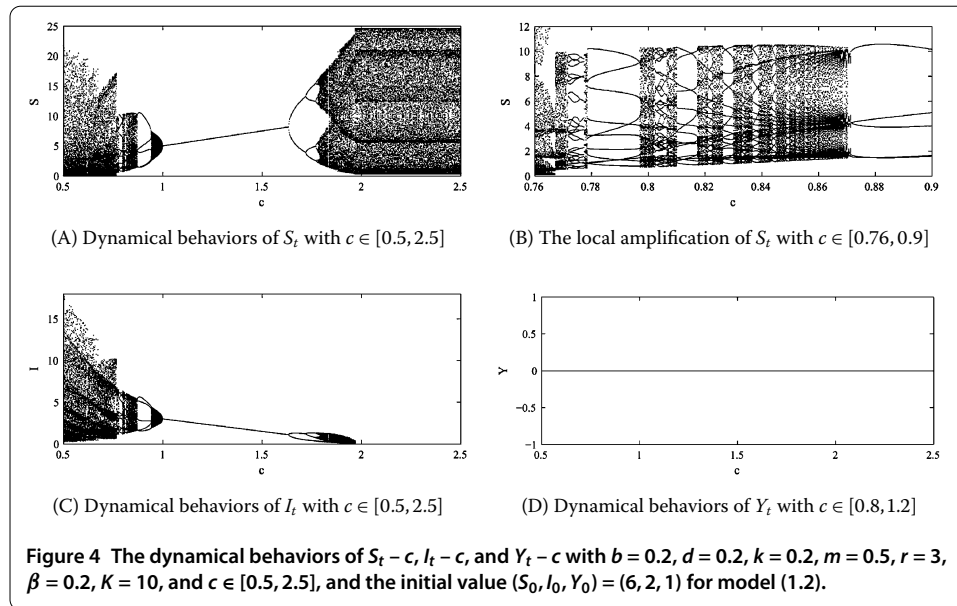 25
20
15
10
5
0
S
0.5 1 1.5 2 2.5
c
12
10
8
6
4
2
0
S
0.76 0.78 0.8 0.82 0.84 0.86 0.88 0.9
c
(A) Dynamical behaviors of S_t with c ∈ [0.5, 2.5]
(B) The local amplification of S_t with c ∈ [0.76, 0.9]
15
10
5
0
I
0.5 1 1.5 2 2.5
c
1
0.5
0
−0.5
−1
Y
0.5 1 1.5 2 2.5
c
(C) Dynamical behaviors of I_t with c ∈ [0.5, 2.5]
(D) Dynamical behaviors of Y_t with c ∈ [0.8, 1.2]
Figure 4 The dynamical behaviors of S_t – c, I_t – c, and Y_t – c with b = 0.2, d = 0.2, k = 0.2, m = 0.5, r = 3,
β = 0.2, K = 10, and c ∈ [0.5, 2.5], and the initial value (S_0, I_0, Y_0) = (6, 2, 1) for model (1.2).